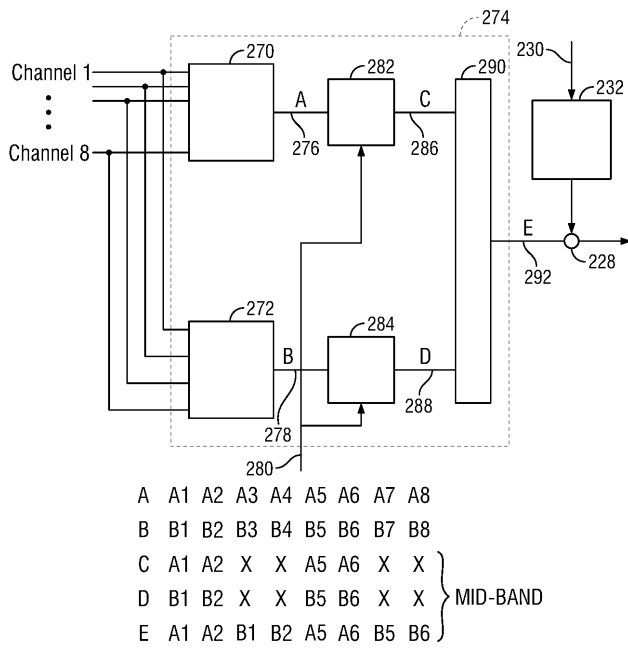 274
270
282
290
230
232
Channel 1
A
C
276
286
Channel 8
E
292
228
272
284
B
D
278
288
280
A A1 A2 A3 A4 A5 A6 A7 A8
B B1 B2 B3 B4 B5 B6 B7 B8
C A1 A2 X X A5 A6 X X
D B1 B2 X X B5 B6 X X
MID-BAND
E A1 A2 B1 B2 A5 A6 B5 B6